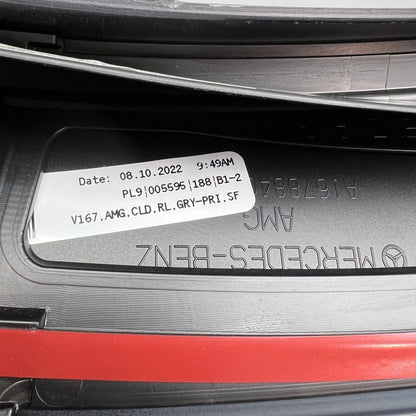 Date: 08.10.2022 9:49AM
PL9|005596|188|B1-2
V167.AMG.CLD.RL.GRY-PRI.SF
MERCEDES-BENZ
AMG